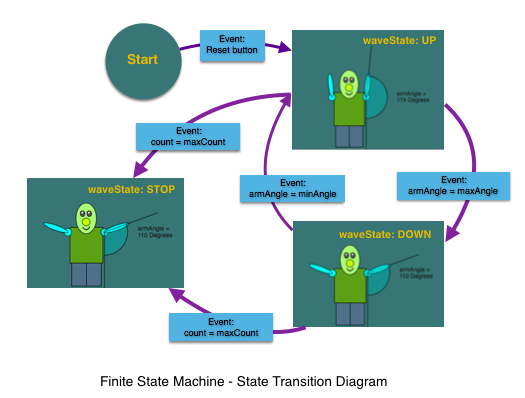 Start
Event:
Reset button
waveState: UP
armAngle =
174 Degrees
Event:
count = maxCount
Event:
armAngle = minAngle
Event:
armAngle = maxAngle
waveState: STOP
armAngle =
110 Degrees
waveState: DOWN
armAngle =
110 Degrees
Event:
count = maxCount
Finite State Machine - State Transition Diagram